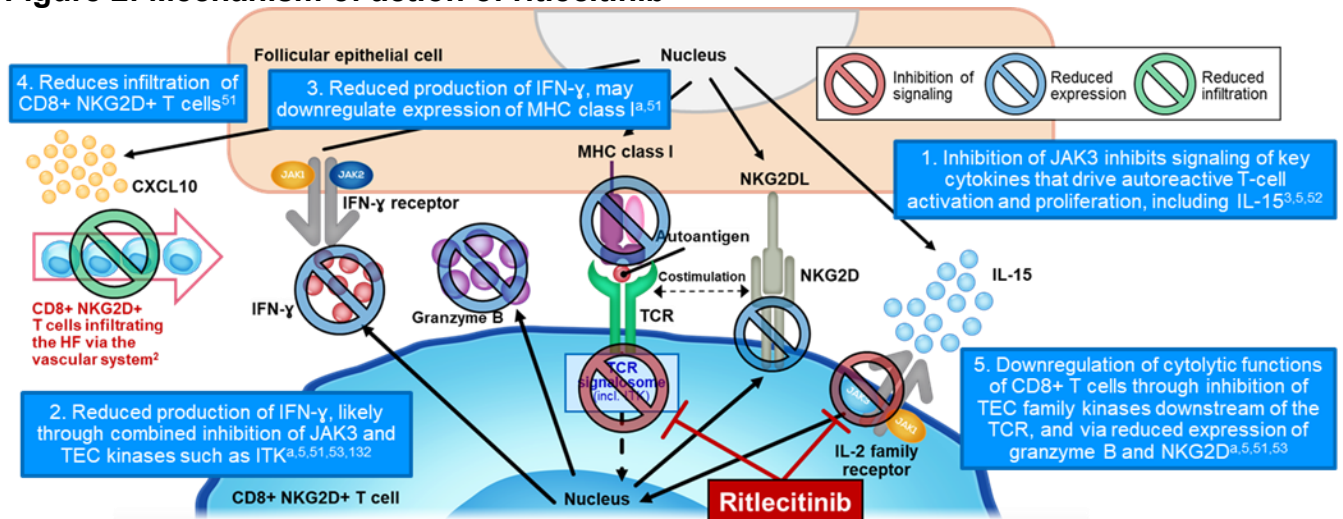 Figure 2: Mechanism of action of Ritlecitinib
Follicular epithelial cell
Nucleus
Inhibition of
signaling
Reduced
expression
Reduced
infiltration
4. Reduces infiltration of
CD8+ NKG2D+ T cells51
3. Reduced production of IFN-ɣ, may
downregulate expression of MHC class Ia,51
CXCL10
JAK1
JAK2
IFN-ɣ receptor
MHC class I
NKG2DL
1. Inhibition of JAK3 inhibits signaling of key
cytokines that drive autoreactive T-cell
activation and proliferation, including IL-153,5,52
Autoantigen
Costimulation
NKG2D
IL-15
CD8+ NKG2D+
T cells infiltrating
the HF via the
vascular system2
IFN-ɣ
Granzyme B
TCR
TCR
signalosome
(incl. ITK)
JAK3
JAK1
IL-2 family
receptor
2. Reduced production of IFN-ɣ, likely
through combined inhibition of JAK3 and
TEC kinases such as ITKa,5,51,53,132
5. Downregulation of cytolytic functions
of CD8+ T cells through inhibition of
TEC family kinases downstream of the
TCR, and via reduced expression of
granzyme B and NKG2Da,5,51,53
CD8+ NKG2D+ T cell
Nucleus
Ritlecitinib